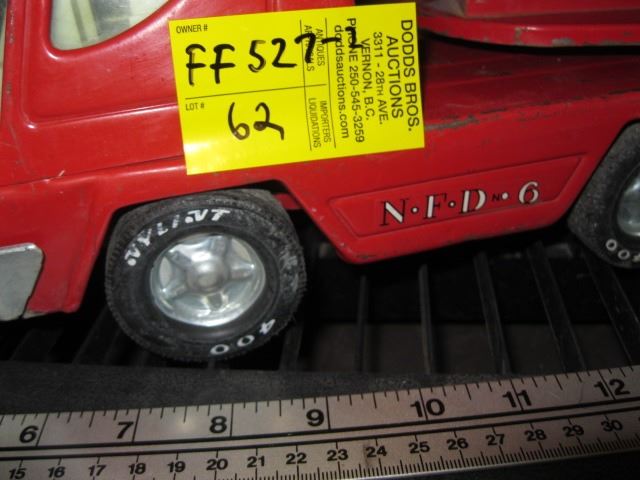 OWNER #
FF 527-2
LOT #
62
ANTIQUES
IMPORTERS
LIQUIDATIONS
DODDS BROS.
AUCTIONS
3311 - 28TH AVE.
VERNON, B.C.
PHONE 250-545-3259
doddsauctions.com
N·F·D No. 6
NYLINT
400
400
6 7 8 9 10 11 12
15 16 17 18 19 20 21 22 23 24 25 26 27 28 29 30